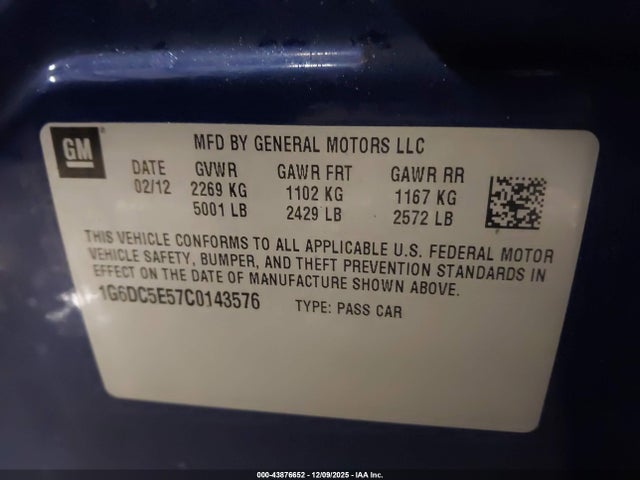 GM
MFD BY GENERAL MOTORS LLC
DATE GVWR GAWR FRT GAWR RR
02/12 2269 KG 1102 KG 1167 KG
5001 LB 2429 LB 2572 LB
THIS VEHICLE CONFORMS TO ALL APPLICABLE U.S. FEDERAL MOTOR
VEHICLE SAFETY, BUMPER, AND THEFT PREVENTION STANDARDS IN
EFFECT ON THE DATE OF MANUFACTURE SHOWN ABOVE.
1G6DC5E57C0143576 TYPE: PASS CAR
000-43876652 - 12/09/2025 - IAA Inc.